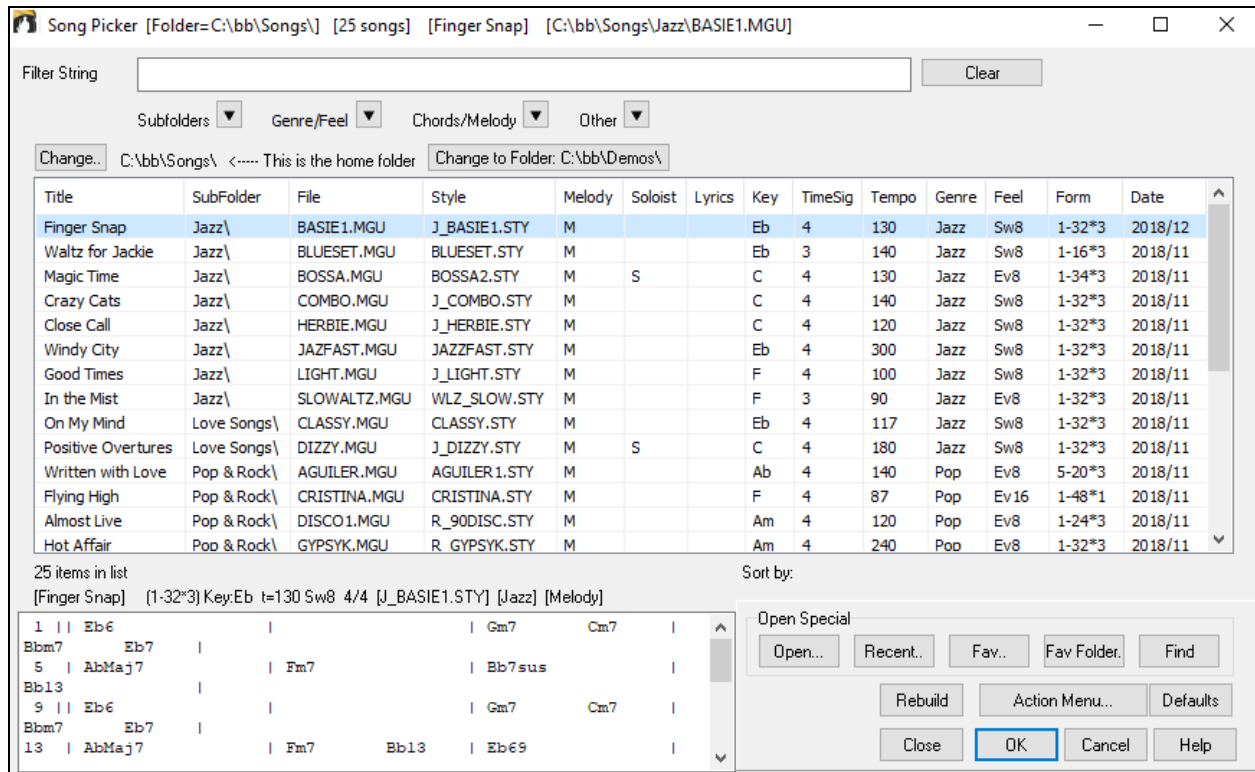 Song Picker [Folder=C:\bb\Songs\] [25 songs] [Finger Snap] [C:\bb\Songs\Jazz\BASIE1.MGU]
Filter String Clear
Subfolders Genre/Feel Chords/Melody Other
Change.. C:\bb\Songs\ <----- This is the home folder Change to Folder: C:\bb\Demos\
Title SubFolder File Style Melody Soloist Lyrics Key TimeSig Tempo Genre Feel Form Date
Finger Snap Jazz\ BASIE1.MGU J_BASIE1.STY M Eb 4 130 Jazz Sw8 1-32*3 2018/12
Waltz for Jackie Jazz\ BLUESET.MGU BLUESET.STY M Eb 3 140 Jazz Sw8 1-16*3 2018/11
Magic Time Jazz\ BOSSA.MGU BOSSA2.STY M S C 4 130 Jazz Ev8 1-34*3 2018/11
Crazy Cats Jazz\ COMBO.MGU J_COMBO.STY M C 4 140 Jazz Sw8 1-32*3 2018/11
Close Call Jazz\ HERBIE.MGU J_HERBIE.STY M C 4 120 Jazz Sw8 1-32*3 2018/11
Windy City Jazz\ JAZFAST.MGU JAZZFAST.STY M Eb 4 300 Jazz Sw8 1-32*3 2018/11
Good Times Jazz\ LIGHT.MGU J_LIGHT.STY M F 4 100 Jazz Sw8 1-32*3 2018/11
In the Mist Jazz\ SLOWALTZ.MGU WLZ_SLOW.STY M F 3 90 Jazz Ev8 1-32*3 2018/11
On My Mind Love Songs\ CLASSY.MGU CLASSY.STY M Eb 4 117 Jazz Sw8 1-32*3 2018/11
Positive Overtures Love Songs\ DIZZY.MGU J_DIZZY.STY M S C 4 180 Jazz Sw8 1-32*3 2018/11
Written with Love Pop & Rock\ AGUILER.MGU AGUILER1.STY M Ab 4 140 Pop Ev8 5-20*3 2018/11
Flying High Pop & Rock\ CRISTINA.MGU CRISTINA.STY M F 4 87 Pop Ev16 1-48*1 2018/11
Almost Live Pop & Rock\ DISCO1.MGU R_90DISC.STY M Am 4 120 Pop Ev8 1-24*3 2018/11
Hot Affair Pop & Rock\ GYPSYK.MGU R_GYPSYK.STY M Am 4 240 Pop Ev8 1-32*3 2018/11
25 items in list Sort by:
[Finger Snap] (1-32*3) Key:Eb t=130 Sw8 4/4 [J_BASIE1.STY] [Jazz] [Melody]
1 || Eb6 | | Gm7 Cm7 |
Bbm7 Eb7 |
5 | AbMaj7 | Fm7 | Bb7sus |
Bb13 |
9 || Eb6 | | Gm7 Cm7 |
Bbm7 Eb7 |
13 | AbMaj7 | Fm7 Bb13 | Eb69 |
Open Special
Open... Recent.. Fav.. Fav Folder. Find
Rebuild Action Menu... Defaults
Close OK Cancel Help